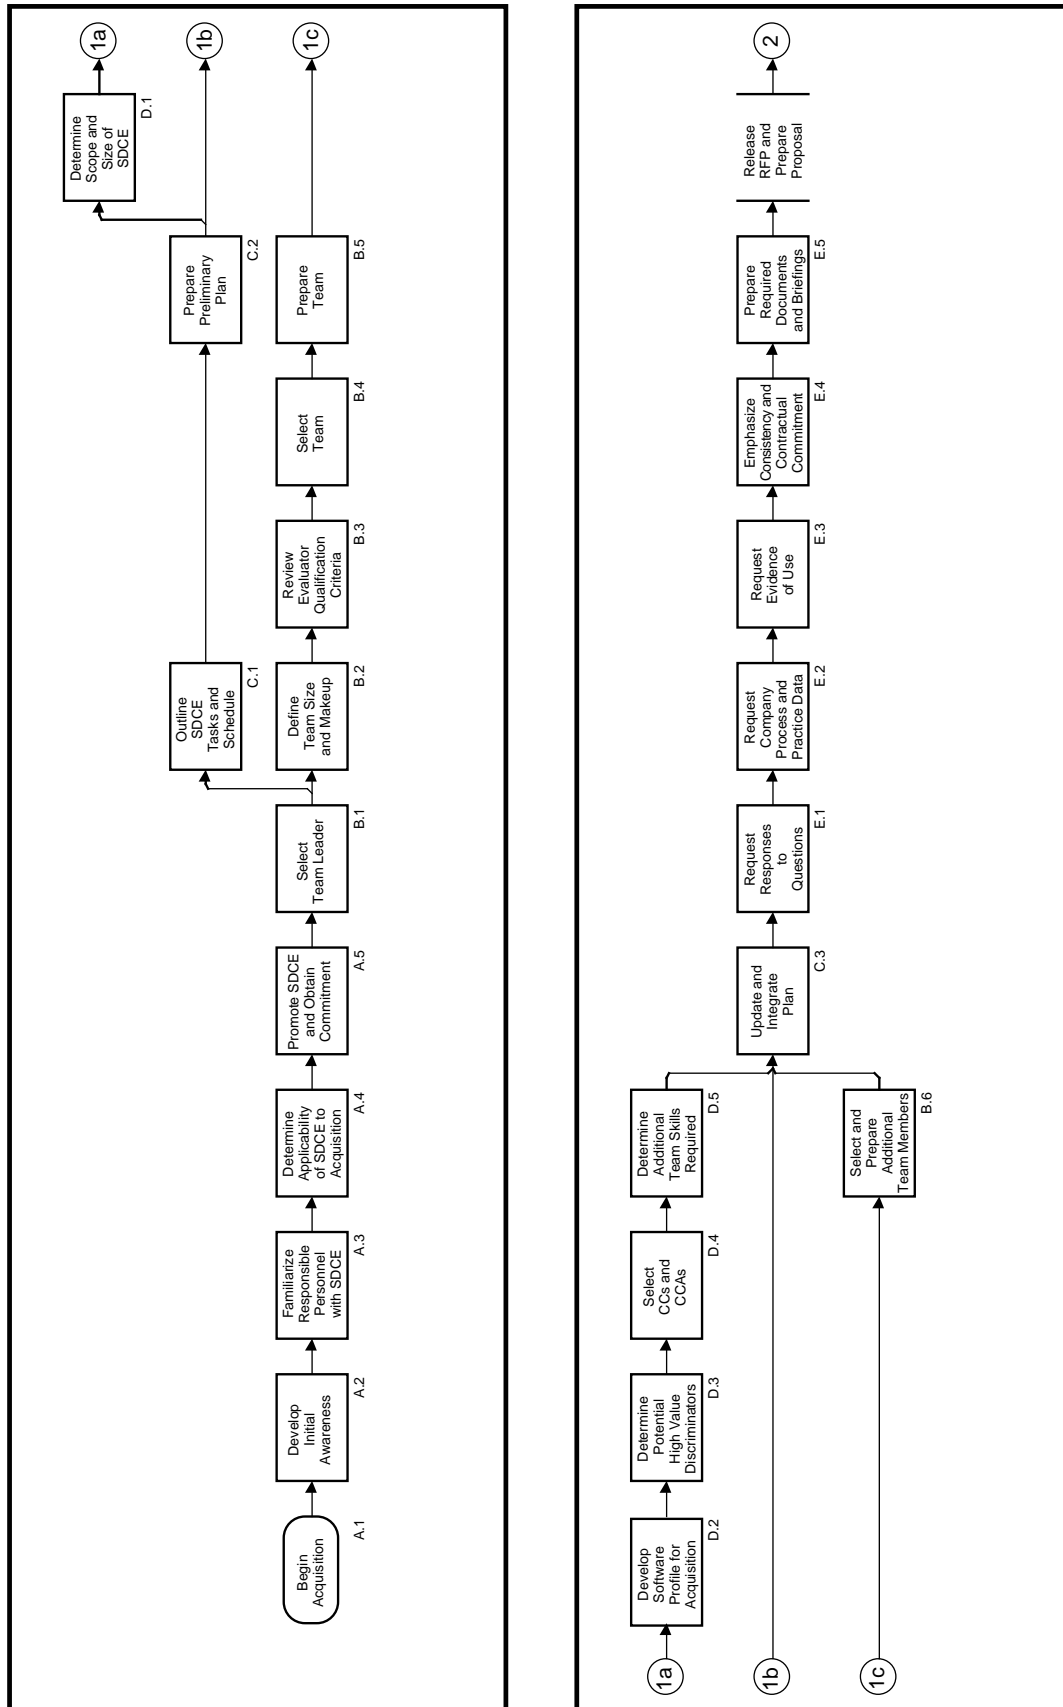 Begin
Acquisition
A.1
Develop
Initial
Awareness
A.2
Familiarize
Responsible
Personnel
with SDCE
A.3
Determine
Applicability
of SDCE to
Acquisition
A.4
Promote SDCE
and Obtain
Commitment
A.5
Select
Team Leader
B.1
Outline
SDCE
Tasks and
Schedule
C.1
Define
Team Size
and Makeup
B.2
Review
Evaluator
Qualification
Criteria
B.3
Select
Team
B.4
Prepare
Preliminary
Plan
C.2
Prepare
Team
B.5
Determine
Scope and
Size of
SDCE
D.1
1a
1b
1c
1a
1b
1c
Develop
Software
Profile for
Acquisition
D.2
Determine
Potential
High Value
Discriminators
D.3
Select
CCs and
CCAs
D.4
Determine
Additional
Team Skills
Required
D.5
Select and
Prepare
Additional
Team Members
B.6
Update and
Integrate
Plan
C.3
Request
Responses
to
Questions
E.1
Request
Company
Process and
Practice Data
E.2
Request
Evidence
of Use
E.3
Emphasize
Consistency and
Contractual
Commitment
E.4
Prepare
Required
Documents
and Briefings
E.5
Release
RFP and
Prepare
Proposal
2